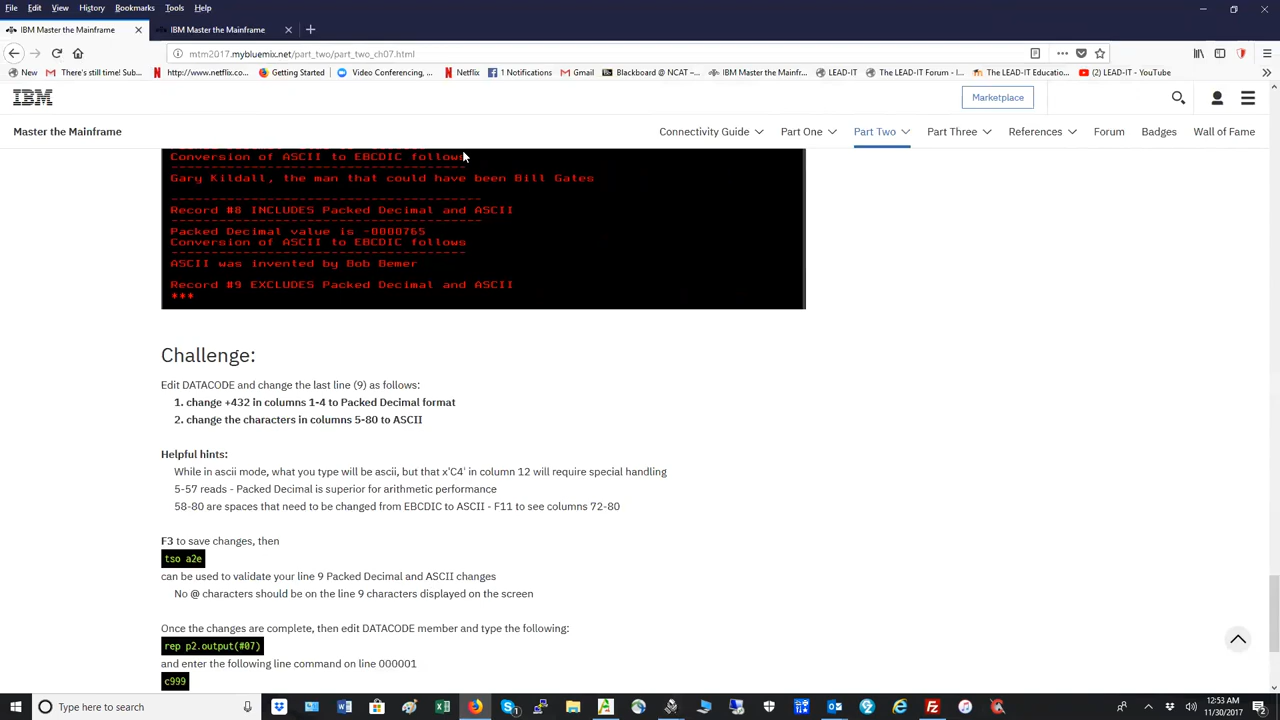 File Edit View History Bookmarks Tools Help
IBM Master the Mainframe
IBM Master the Mainframe
mtm2017.mybluemix.net/part_two/part_two_ch07.html
New
There's still time! Sub...
http://www.netflix.co...
Getting Started
Video Conferencing, ...
Netflix
1 Notifications
Gmail
Blackboard @ NCAT –...
IBM Master the Mainfr...
LEAD-IT
The LEAD-IT Forum - I...
The LEAD-IT Educatio...
(2) LEAD-IT - YouTube
IBM
Marketplace
Master the Mainframe
Connectivity Guide
Part One
Part Two
Part Three
References
Forum
Badges
Wall of Fame
Conversion of ASCII to EBCDIC follows
Gary Kildall, the man that could have been Bill Gates
Record #8 INCLUDES Packed Decimal and ASCII
Packed Decimal value is -0000765
Conversion of ASCII to EBCDIC follows
ASCII was invented by Bob Bemer
Record #9 EXCLUDES Packed Decimal and ASCII
***
Challenge:
Edit DATACODE and change the last line (9) as follows:
1. change +432 in columns 1-4 to Packed Decimal format
2. change the characters in columns 5-80 to ASCII
Helpful hints:
While in ascii mode, what you type will be ascii, but that x'C4' in column 12 will require special handling
5-57 reads - Packed Decimal is superior for arithmetic performance
58-80 are spaces that need to be changed from EBCDIC to ASCII - F11 to see columns 72-80
F3 to save changes, then
tso a2e
can be used to validate your line 9 Packed Decimal and ASCII changes
No @ characters should be on the line 9 characters displayed on the screen
Once the changes are complete, then edit DATACODE member and type the following:
rep p2.output(#07)
and enter the following line command on line 000001
c999
Type here to search
12:53 AM
11/30/2017